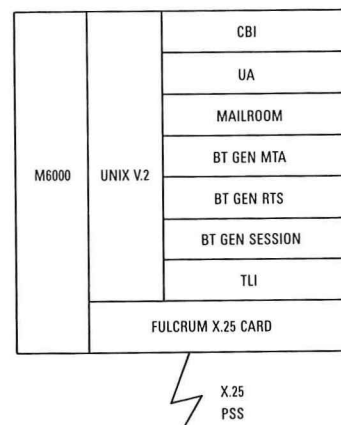 M6000
UNIX V.2
CBI
UA
MAILROOM
BT GEN MTA
BT GEN RTS
BT GEN SESSION
TLI
FULCRUM X.25 CARD
X.25
PSS